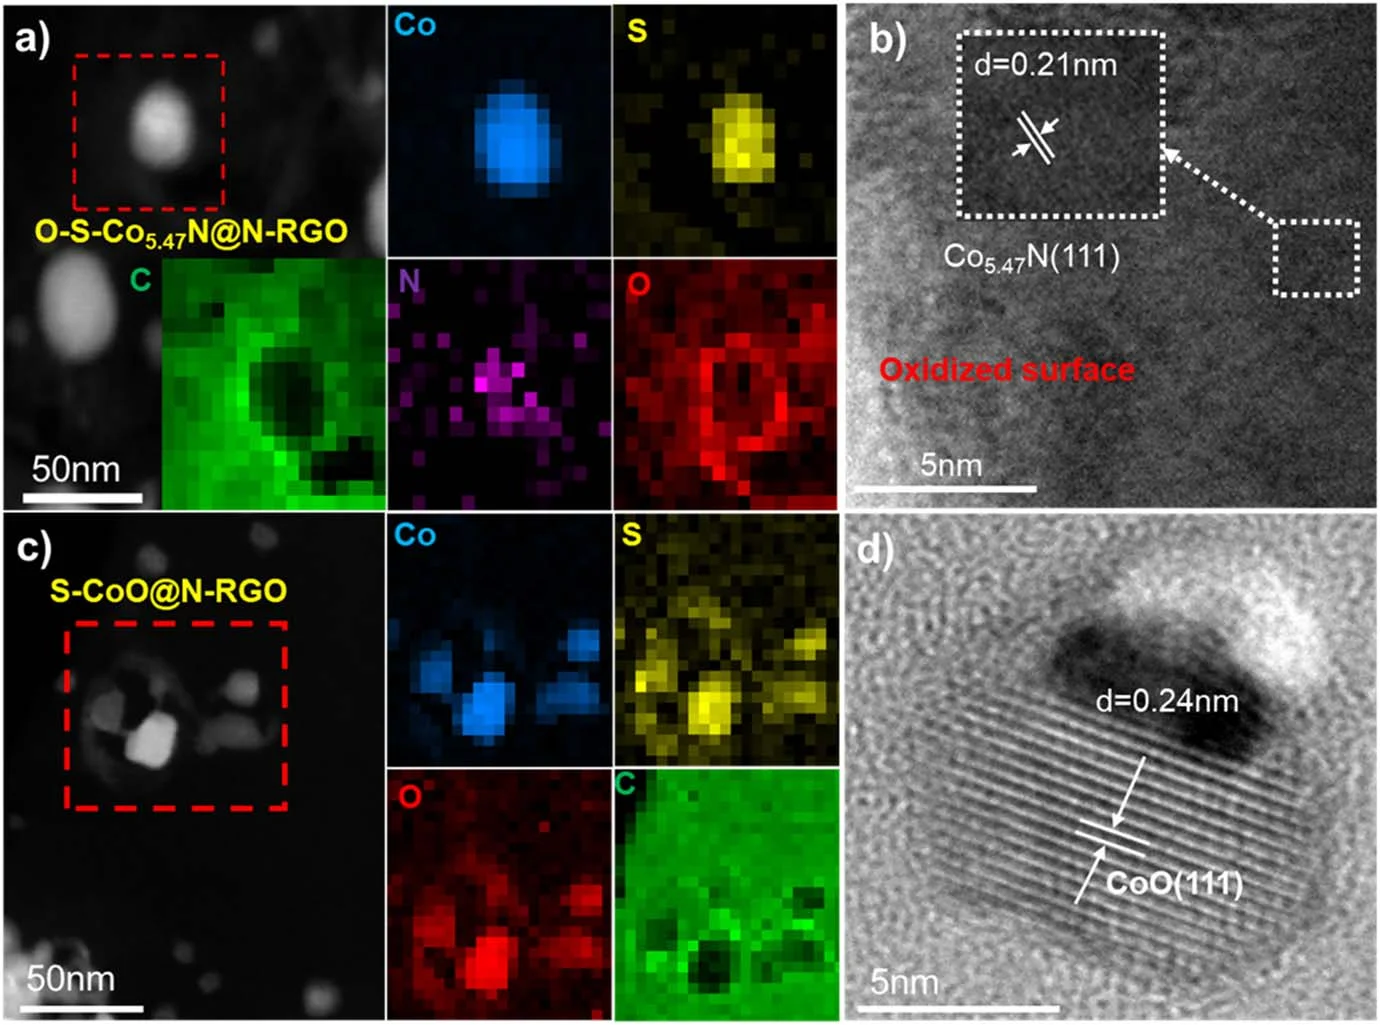 a)
Co
S
O-S-Co5.47N@N-RGO
C
N
O
50nm
b)
d=0.21nm
Co5.47N(111)
Oxidized surface
5nm
c)
S-CoO@N-RGO
Co
S
O
C
50nm
d)
d=0.24nm
CoO(111)
5nm